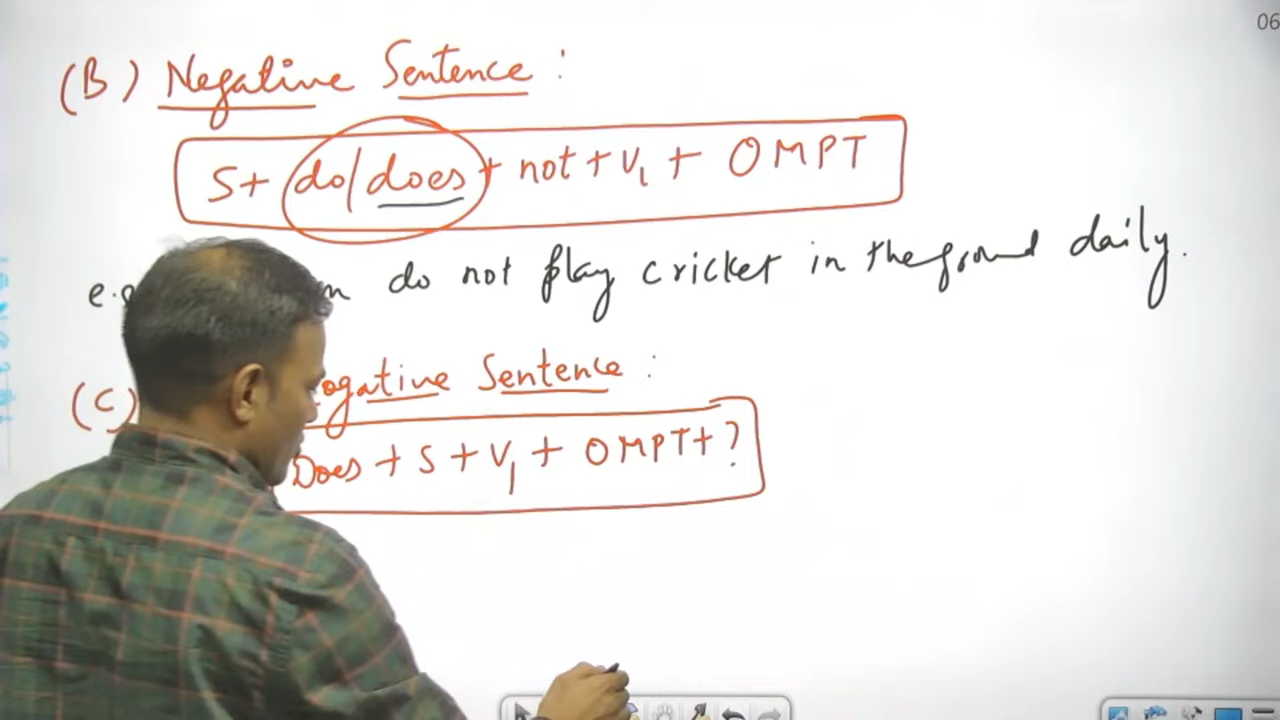 06
(B) Negative Sentence :
S+ do/does + not + V₁ + OMPT
e.g do not play cricket in the ground daily.
(C) ogative Sentence :
Does + S + V₁ + OMPT + ?